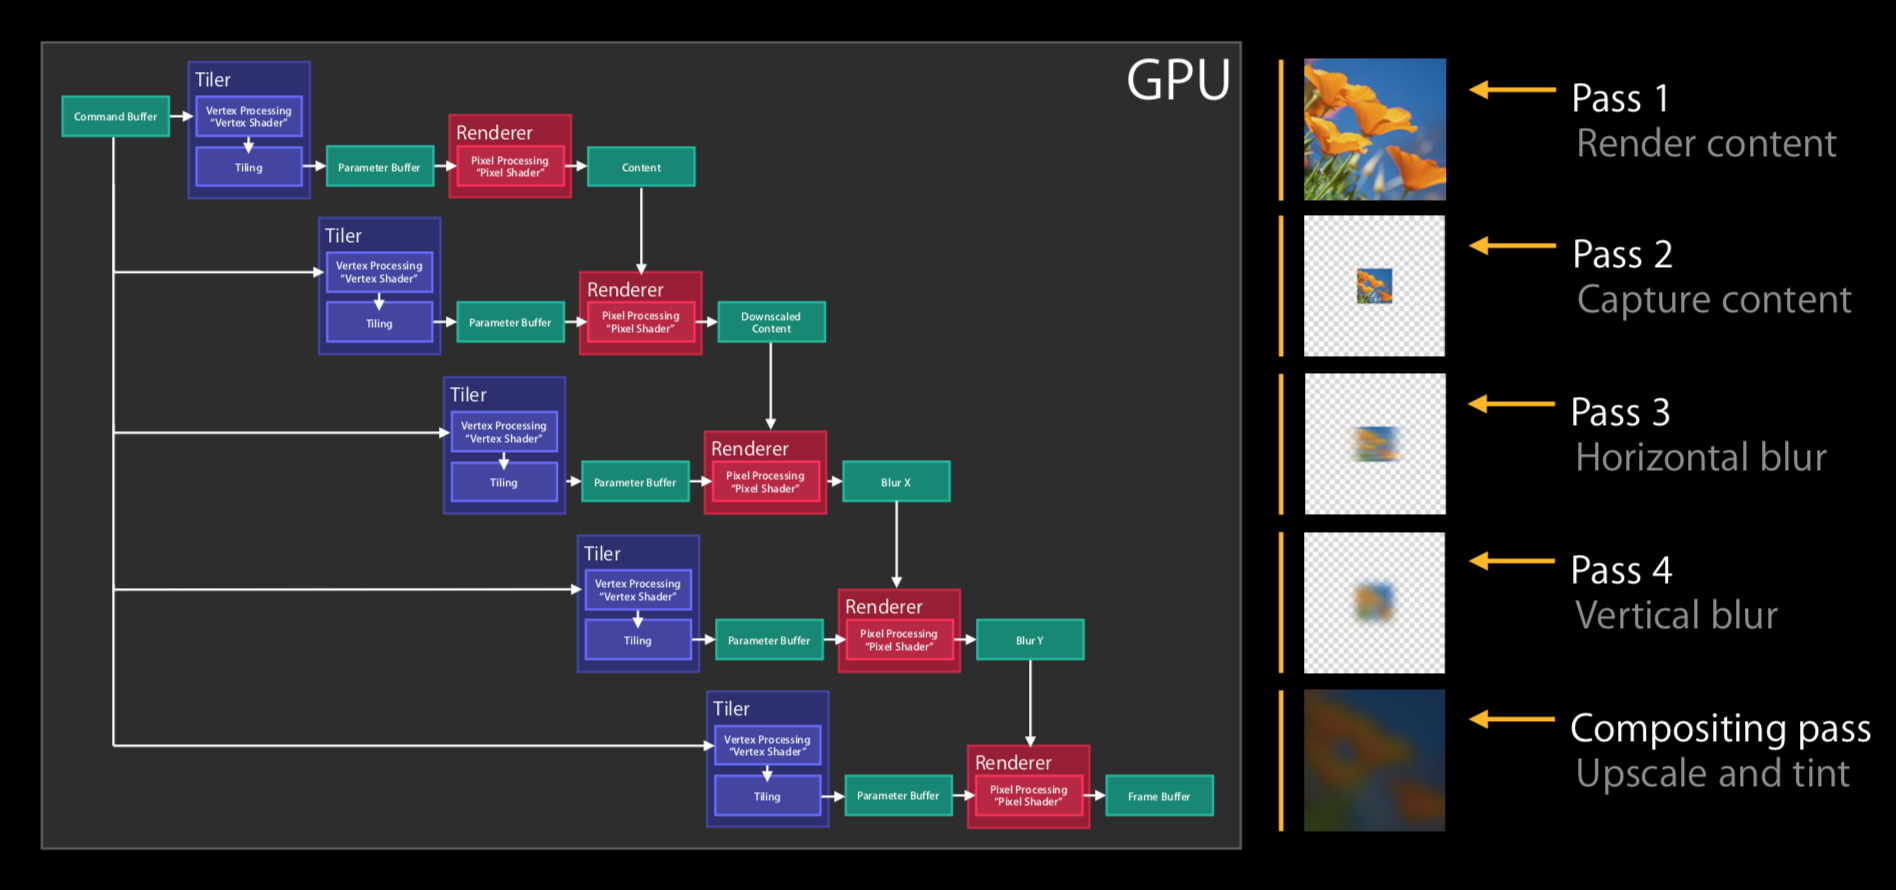 GPU
Tiler
Command Buffer
Vertex Processing
“Vertex Shader”
Tiling
Parameter Buffer
Renderer
Pixel Processing
“Pixel Shader”
Content
Tiler
Vertex Processing
“Vertex Shader”
Tiling
Parameter Buffer
Renderer
Pixel Processing
“Pixel Shader”
Downscaled
Content
Tiler
Vertex Processing
“Vertex Shader”
Tiling
Parameter Buffer
Renderer
Pixel Processing
“Pixel Shader”
Blur X
Tiler
Vertex Processing
“Vertex Shader”
Tiling
Parameter Buffer
Renderer
Pixel Processing
“Pixel Shader”
Blur Y
Tiler
Vertex Processing
“Vertex Shader”
Tiling
Parameter Buffer
Renderer
Pixel Processing
“Pixel Shader”
Frame Buffer
Pass 1
Render content
Pass 2
Capture content
Pass 3
Horizontal blur
Pass 4
Vertical blur
Compositing pass
Upscale and tint